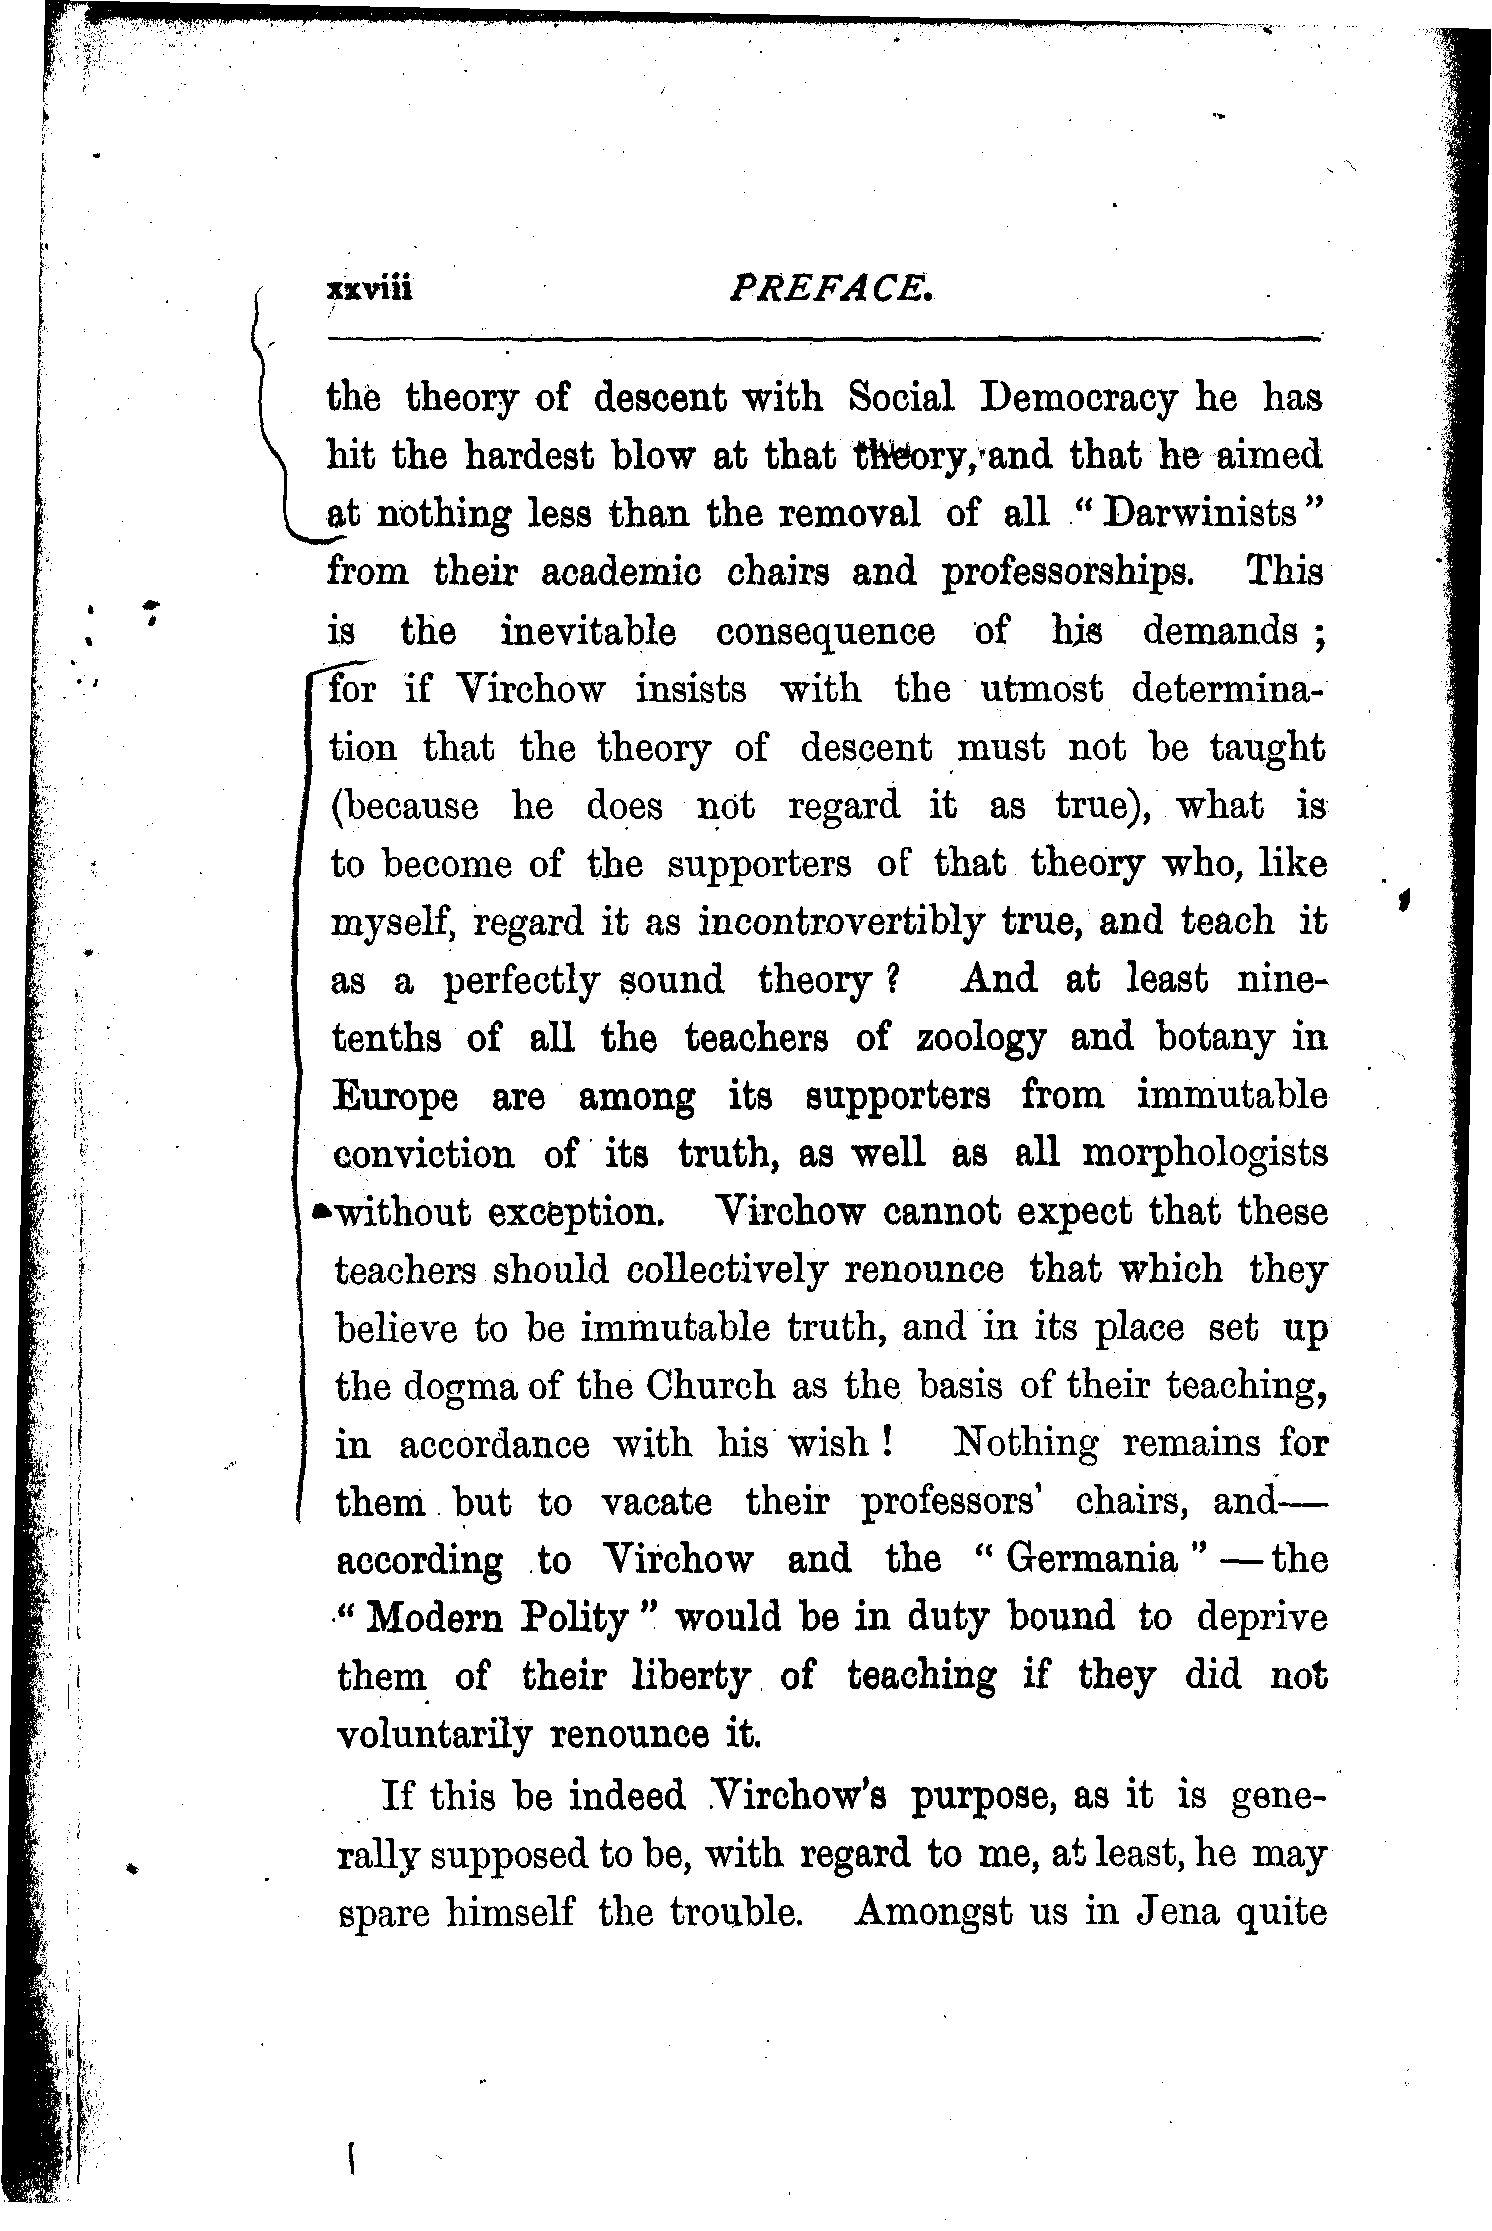 xxviii PREFACE.
the theory of descent with Social Democracy he has
hit the hardest blow at that theory, and that he aimed
at nothing less than the removal of all “ Darwinists ”
from their academic chairs and professorships. This
is the inevitable consequence of his demands ;
for if Virchow insists with the utmost determina-
tion that the theory of descent must not be taught
(because he does not regard it as true), what is
to become of the supporters of that theory who, like
myself, regard it as incontrovertibly true, and teach it
as a perfectly sound theory ? And at least nine-
tenths of all the teachers of zoology and botany in
Europe are among its supporters from immutable
conviction of its truth, as well as all morphologists
without exception. Virchow cannot expect that these
teachers should collectively renounce that which they
believe to be immutable truth, and in its place set up
the dogma of the Church as the basis of their teaching,
in accordance with his wish ! Nothing remains for
them but to vacate their professors’ chairs, and—
according to Virchow and the “ Germania ” — the
“ Modern Polity ” would be in duty bound to deprive
them of their liberty of teaching if they did not
voluntarily renounce it.
If this be indeed Virchow’s purpose, as it is gene-
rally supposed to be, with regard to me, at least, he may
spare himself the trouble. Amongst us in Jena quite